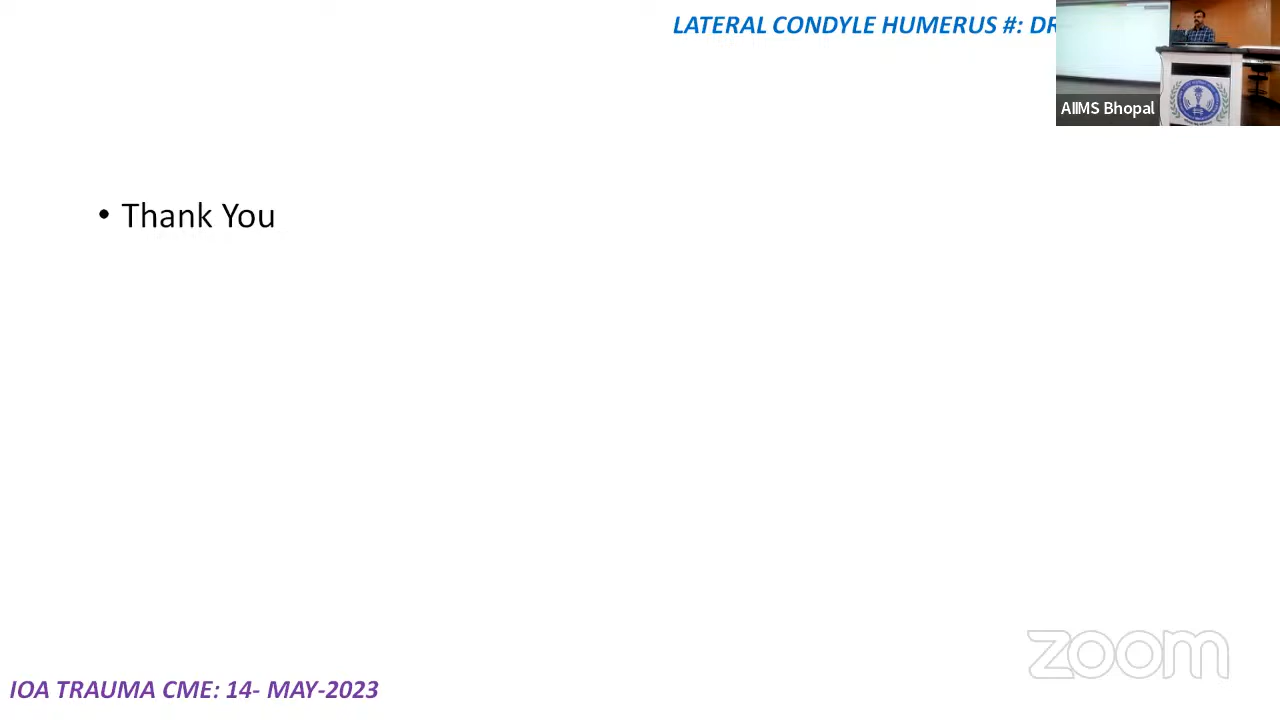 LATERAL CONDYLE HUMERUS #: DR
AIIMS Bhopal
• Thank You
zoom
IOA TRAUMA CME: 14- MAY-2023